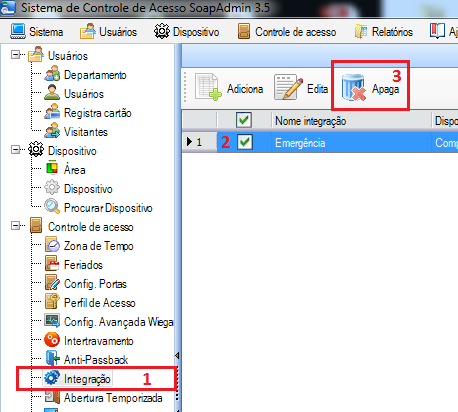 Sistema de Controle de Acesso SoapAdmin 3.5
Sistema Usuários Dispositivo Controle de acesso Relatórios Aj
Usuários
Departamento
Usuários
Registra cartão
Visitantes
Dispositivo
Área
Dispositivo
Procurar Dispositivo
Controle de acesso
Zona de Tempo
Feriados
Config. Portas
Perfil de Acesso
Config. Avançada Wiega
Intertravamento
Anti-Passback
Integração 1
Abertura Temporizada
Adiciona Edita Apaga 3
Nome integração Dispo
1 2 Emergência Comp